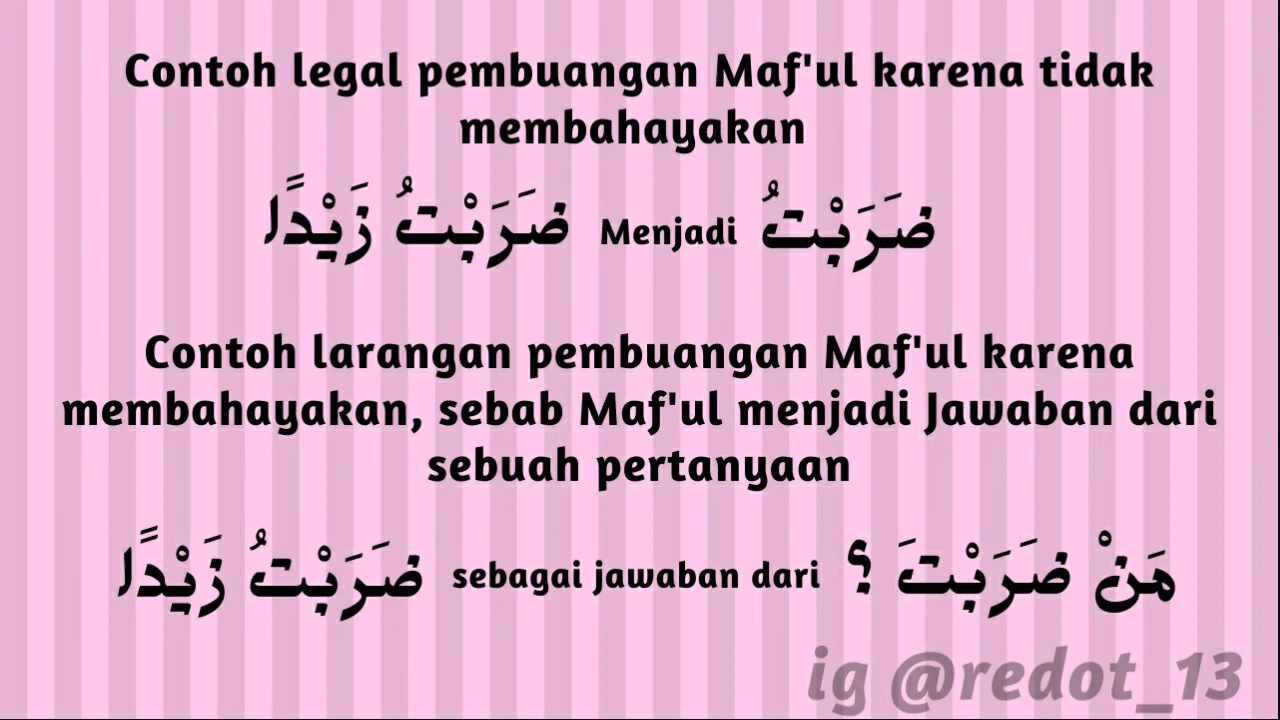 Contoh legal pembuangan Maf'ul karena tidak
membahayakan
ضَرَبْتُ زَيْدًا Menjadi ضَرَبْتُ
Contoh larangan pembuangan Maf'ul karena
membahayakan, sebab Maf'ul menjadi Jawaban dari
sebuah pertanyaan
ضَرَبْتُ زَيْدًا sebagai jawaban dari مَنْ ضَرَبْتَ ؟
ig @redot_13